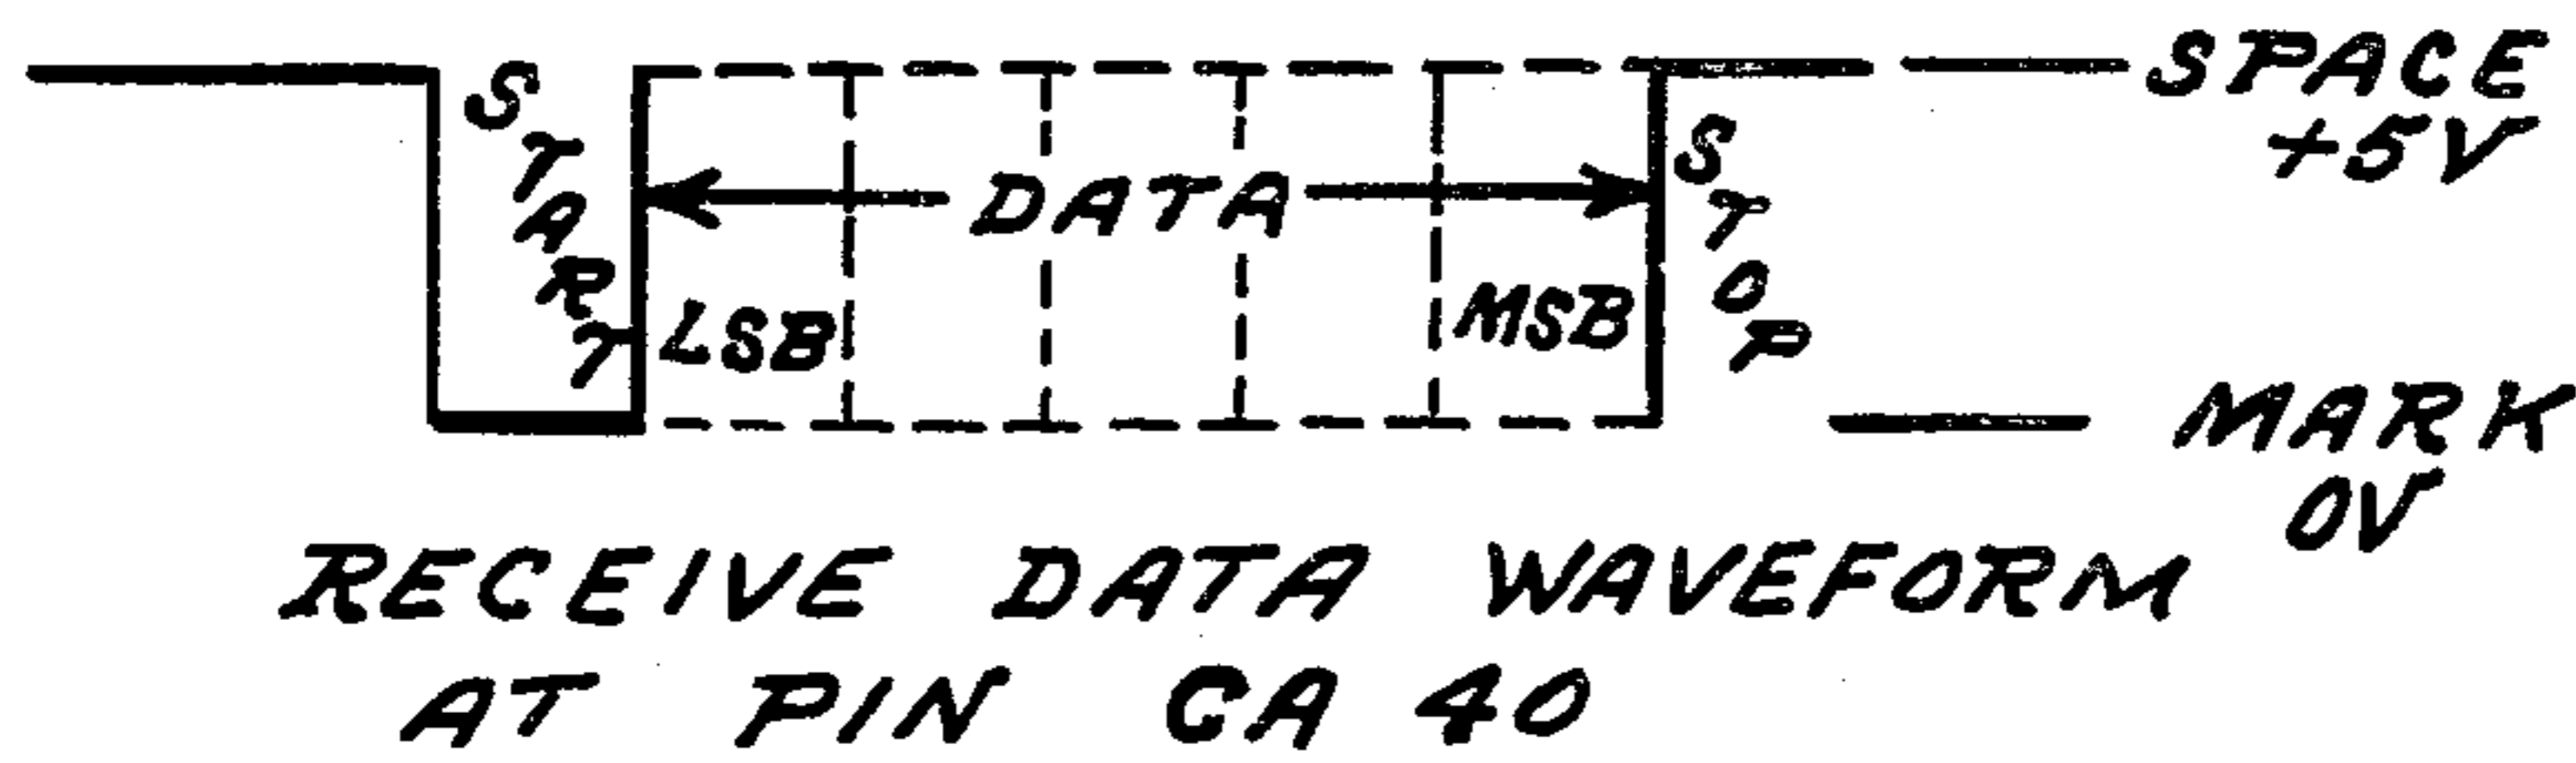 START
LSB
DATA
MSB
STOP
SPACE
+5V
MARK
0V
RECEIVE DATA WAVEFORM
AT PIN CA 40